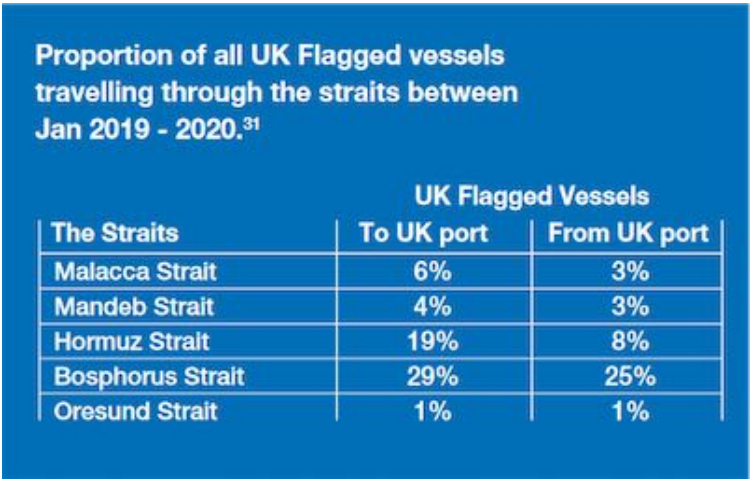 Proportion of all UK Flagged vessels
travelling through the straits between
Jan 2019 - 2020.31
UK Flagged Vessels
The Straits To UK port From UK port
Malacca Strait 6% 3%
Mandeb Strait 4% 3%
Hormuz Strait 19% 8%
Bosphorus Strait 29% 25%
Oresund Strait 1% 1%